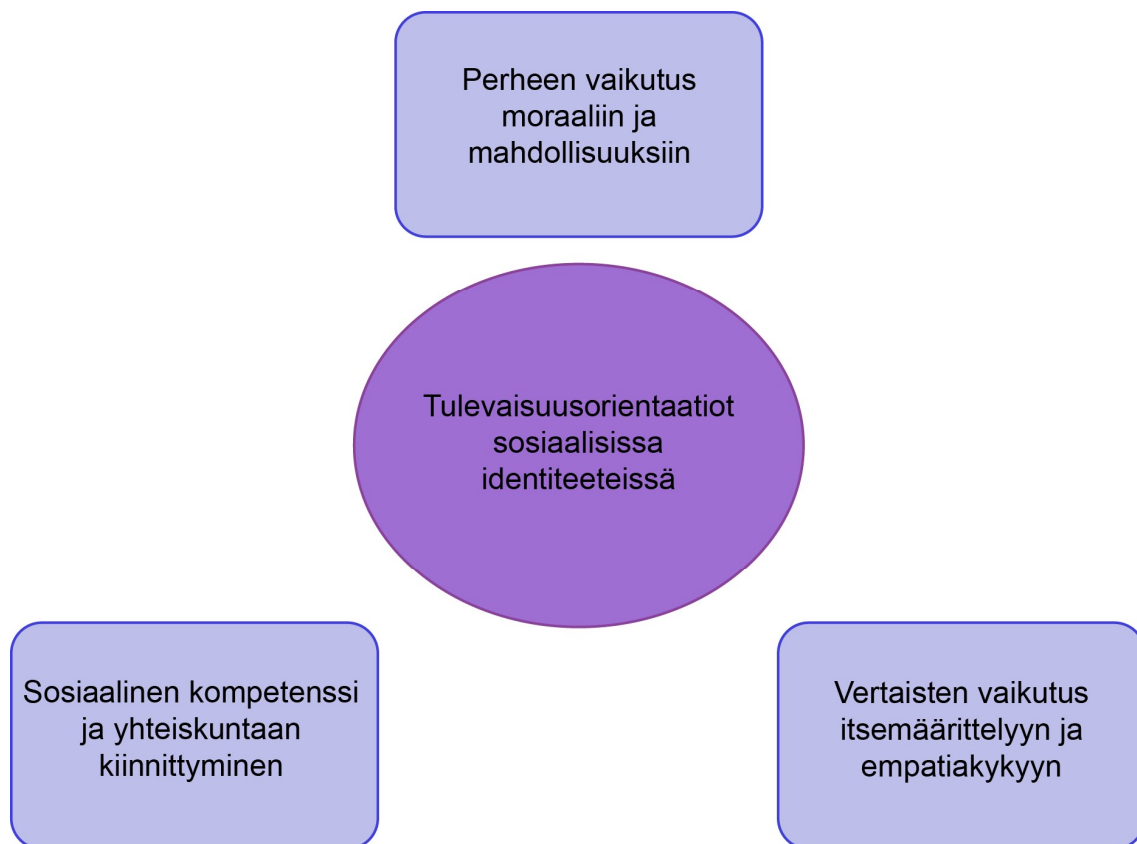 Perheen vaikutus
moraaliin ja
mahdollisuuksiin
Tulevaisuusorientaatiot
sosiaalisissa
identiteeteissä
Sosiaalinen kompetenssi
ja yhteiskuntaan
kiinnittyminen
Vertaisten vaikutus
itsemäärittelyyn ja
empatiakykyyn